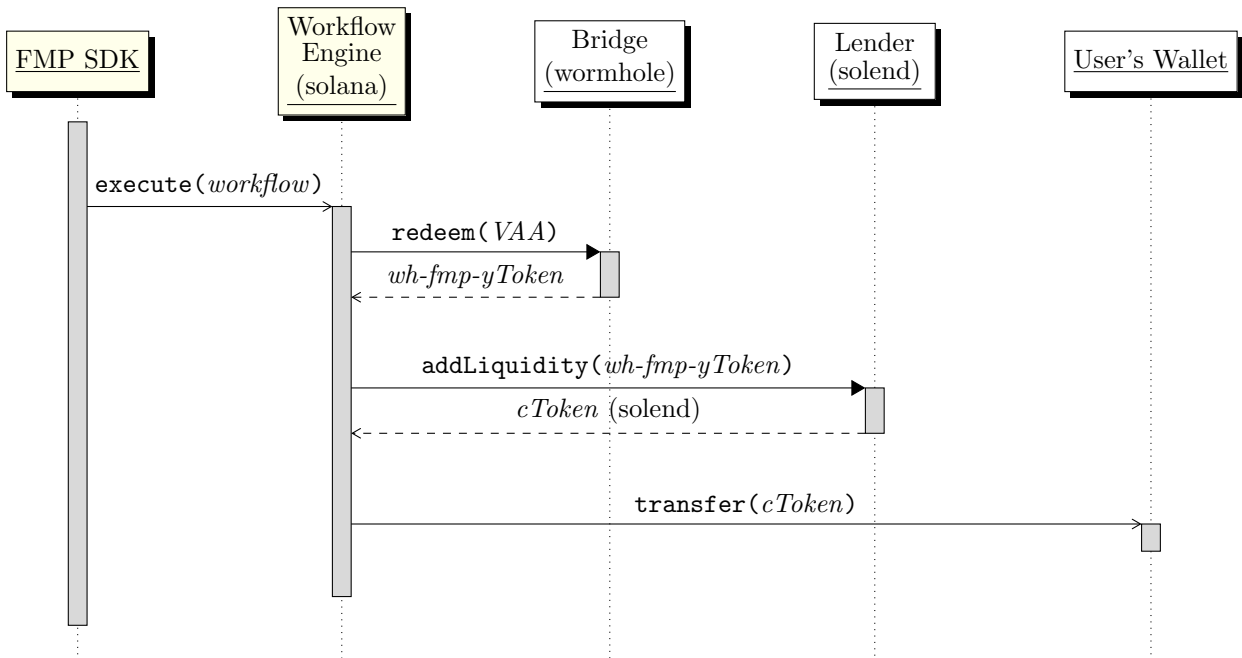 FMP SDK
Workflow
Engine
(solana)
Bridge
(wormhole)
Lender
(solend)
User's Wallet
execute(workflow)
redeem(VAA)
wh-fmp-yToken
addLiquidity(wh-fmp-yToken)
cToken (solend)
transfer(cToken)